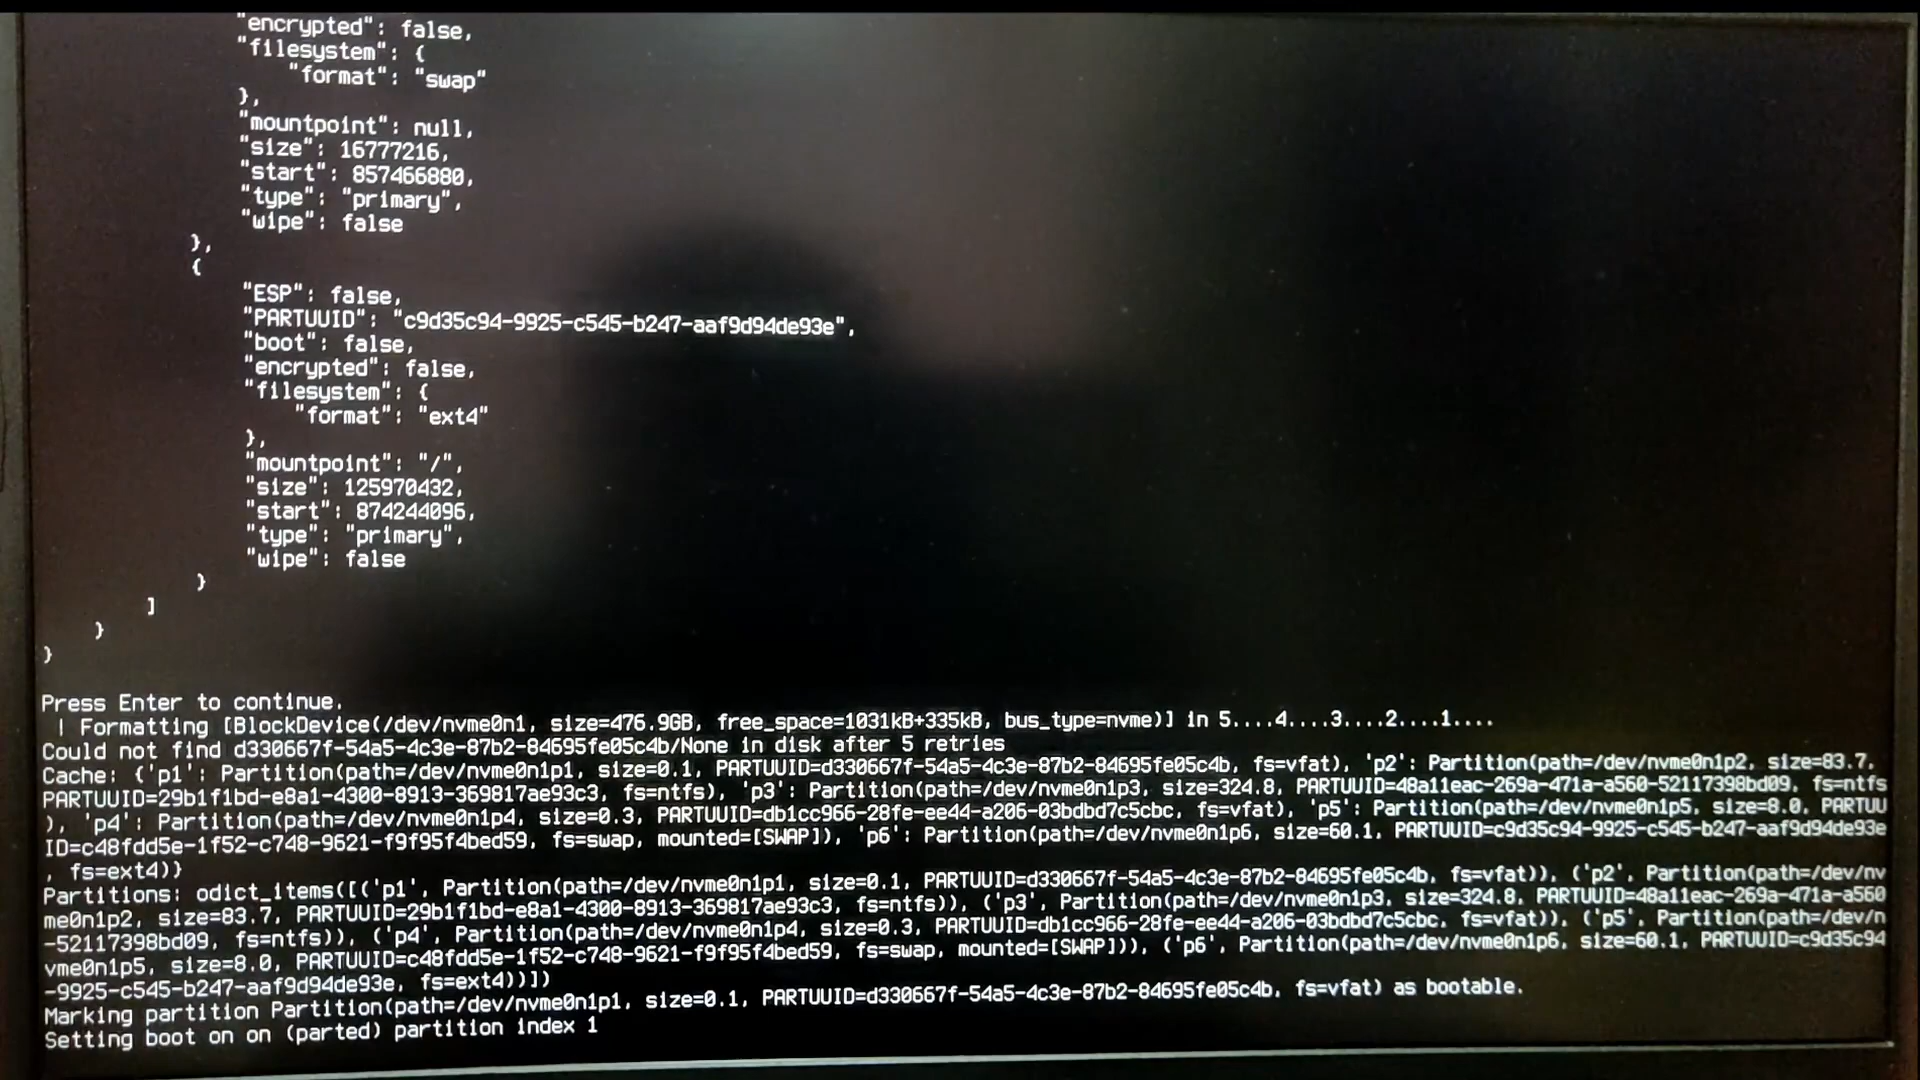 "encrypted": false,
"filesystem": {
"format": "swap"
},
"mountpoint": null,
"size": 16777216,
"start": 857466880,
"type": "primary",
"wipe": false
},
{
"ESP": false,
"PARTUUID": "c9d35c94-9925-c545-b247-aaf9d94de93e",
"boot": false,
"encrypted": false,
"filesystem": {
"format": "ext4"
},
"mountpoint": "/",
"size": 125970432,
"start": 874244096,
"type": "primary",
"wipe": false
}
]
}
}
Press Enter to continue.
| Formatting [BlockDevice(/dev/nvme0n1, size=476.9GB, free_space=1031kB+335kB, bus_type=nvme)] in 5....4....3....2....1....
Could not find d330667f-54a5-4c3e-87b2-84695fe05c4b/None in disk after 5 retries
Cache: {'p1': Partition(path=/dev/nvme0n1p1, size=0.1, PARTUUID=d330667f-54a5-4c3e-87b2-84695fe05c4b, fs=vfat), 'p2': Partition(path=/dev/nvme0n1p2, size=83.7,
PARTUUID=29b1f1bd-e8a1-4300-8913-369817ae93c3, fs=ntfs), 'p3': Partition(path=/dev/nvme0n1p3, size=324.8, PARTUUID=48a11eac-269a-471a-a560-52117398bd09, fs=ntfs
), 'p4': Partition(path=/dev/nvme0n1p4, size=0.3, PARTUUID=db1cc966-28fe-ee44-a206-03bdbd7c5cbc, fs=vfat), 'p5': Partition(path=/dev/nvme0n1p5, size=8.0, PARTUU
ID=c48fdd5e-1f52-c748-9621-f9f95f4bed59, fs=swap, mounted=[SWAP]), 'p6': Partition(path=/dev/nvme0n1p6, size=60.1, PARTUUID=c9d35c94-9925-c545-b247-aaf9d94de93e
, fs=ext4)}
Partitions: odict_items([('p1', Partition(path=/dev/nvme0n1p1, size=0.1, PARTUUID=d330667f-54a5-4c3e-87b2-84695fe05c4b, fs=vfat)), ('p2', Partition(path=/dev/nv
me0n1p2, size=83.7, PARTUUID=29b1f1bd-e8a1-4300-8913-369817ae93c3, fs=ntfs)), ('p3', Partition(path=/dev/nvme0n1p3, size=324.8, PARTUUID=48a11eac-269a-471a-a560
-52117398bd09, fs=ntfs)), ('p4', Partition(path=/dev/nvme0n1p4, size=0.3, PARTUUID=db1cc966-28fe-ee44-a206-03bdbd7c5cbc, fs=vfat)), ('p5', Partition(path=/dev/n
vme0n1p5, size=8.0, PARTUUID=c48fdd5e-1f52-c748-9621-f9f95f4bed59, fs=swap, mounted=[SWAP])), ('p6', Partition(path=/dev/nvme0n1p6, size=60.1, PARTUUID=c9d35c94
-9925-c545-b247-aaf9d94de93e, fs=ext4))])
Marking partition Partition(path=/dev/nvme0n1p1, size=0.1, PARTUUID=d330667f-54a5-4c3e-87b2-84695fe05c4b, fs=vfat) as bootable.
Setting boot on on (parted) partition index 1